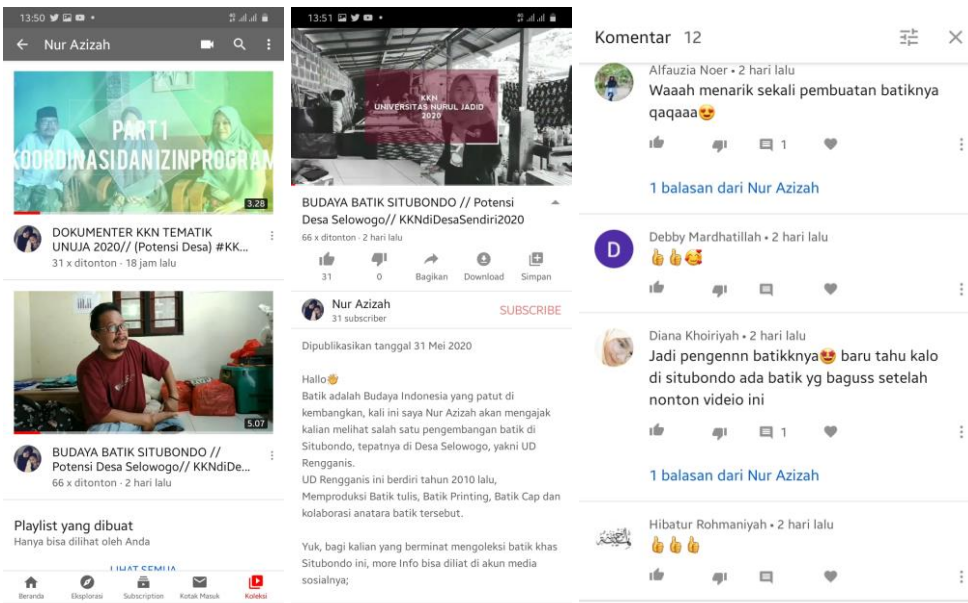 13:50
Nur Azizah
PART 1
KOORDINASI DAN IZIN PROGRAM
3.28
DOKUMENTER KKN TEMATIK
UNUJA 2020// (Potensi Desa) #KK...
31 x ditonton · 18 jam lalu
5.07
BUDAYA BATIK SITUBONDO //
Potensi Desa Selowogo// KKNdiDe...
66 x ditonton · 2 hari lalu
Playlist yang dibuat
Hanya bisa dilihat oleh Anda
LIHAT SEMUA
Beranda
Eksplorasi
Subscription
Kotak Masuk
Koleksi
13:51
KKN
UNIVERSITAS NURUL JADID
2020
BUDAYA BATIK SITUBONDO // Potensi
Desa Selowogo// KKNdiDesaSendiri2020
66 x ditonton · 2 hari lalu
31
0
Bagikan
Download
Simpan
Nur Azizah
31 subscriber
SUBSCRIBE
Dipublikasikan tanggal 31 Mei 2020
Hallo👋
Batik adalah Budaya Indonesia yang patut di
kembangkan, kali ini saya Nur Azizah akan mengajak
kalian melihat salah satu pengembangan batik di
Situbondo, tepatnya di Desa Selowogo, yakni UD
Rengganis.
UD Rengganis ini berdiri tahun 2010 lalu,
Memproduksi Batik tulis, Batik Printing, Batik Cap dan
kolaborasi anatara batik tersebut.
Yuk, bagi kalian yang berminat mengoleksi batik khas
Situbondo ini, more Info bisa diliat di akun media
sosialnya;
Komentar 12
Alfauzia Noer • 2 hari lalu
Waaah menarik sekali pembuatan batiknya
qaqaaa😍
1
1 balasan dari Nur Azizah
D
Debby Mardhatillah • 2 hari lalu
👍👍🥰
Diana Khoiriyah • 2 hari lalu
Jadi pengennn batikknya😍 baru tahu kalo
di situbondo ada batik yg baguss setelah
nonton videio ini
1
1 balasan dari Nur Azizah
Hibatur Rohmaniyah • 2 hari lalu
👍👍👍